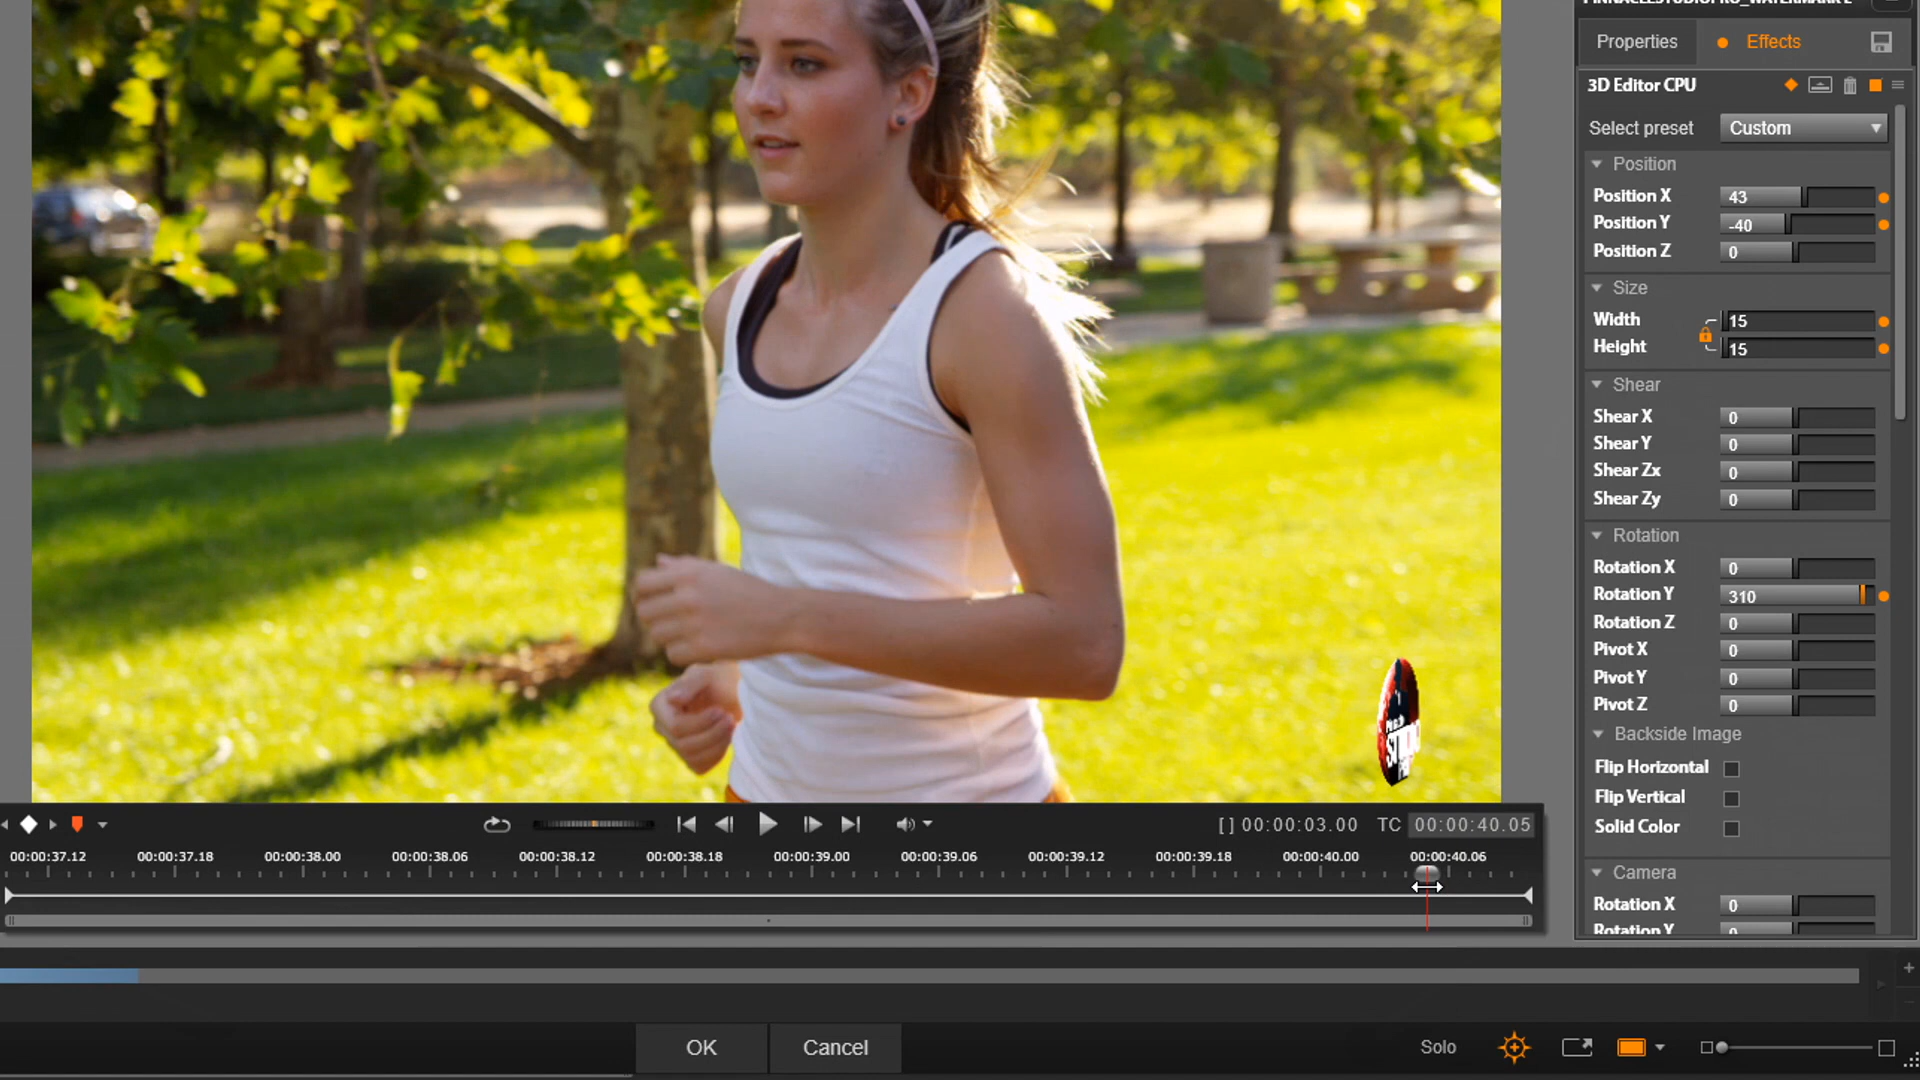 PINNACLESTUDIOPRO_WATERMARK 2
Properties Effects
3D Editor CPU
Select preset Custom
Position
Position X 43
Position Y -40
Position Z 0
Size
Width 15
Height 15
Shear
Shear X 0
Shear Y 0
Shear Zx 0
Shear Zy 0
Rotation
Rotation X 0
Rotation Y 310
Rotation Z 0
Pivot X 0
Pivot Y 0
Pivot Z 0
Backside Image
Flip Horizontal
Flip Vertical
Solid Color
Camera
Rotation X 0
Rotation Y 0
STUDIO
[ ] 00:00:03.00 TC 00:00:40.05
00:00:37.12 00:00:37.18 00:00:38.00 00:00:38.06 00:00:38.12 00:00:38.18 00:00:39.00 00:00:39.06 00:00:39.12 00:00:39.18 00:00:40.00 00:00:40.06
OK Cancel Solo